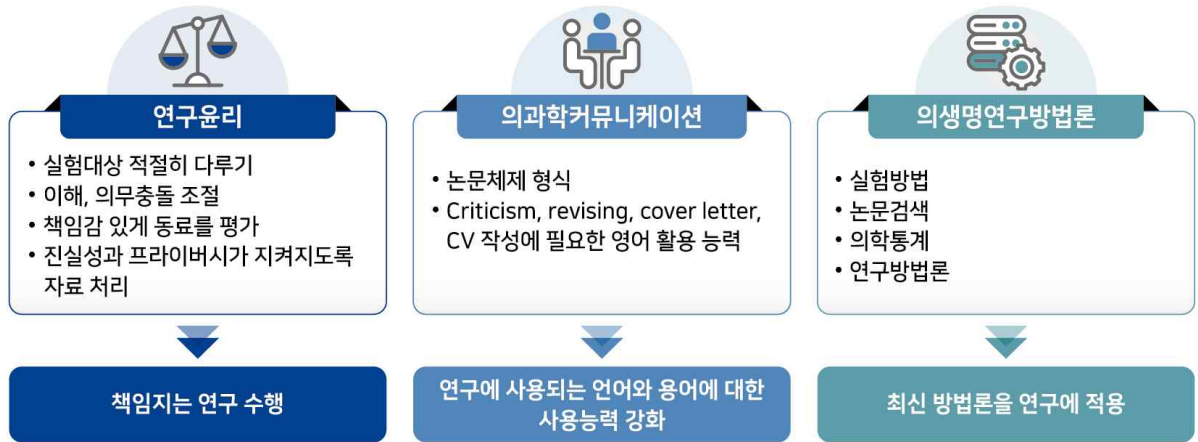 연구윤리
• 실험대상 적절히 다루기
• 이해, 의무충돌 조절
• 책임감 있게 동료를 평가
• 진실성과 프라이버시가 지켜지도록
자료 처리
책임지는 연구 수행
의과학커뮤니케이션
• 논문체제 형식
• Criticism, revising, cover letter,
CV 작성에 필요한 영어 활용 능력
연구에 사용되는 언어와 용어에 대한
사용능력 강화
의생명연구방법론
• 실험방법
• 논문검색
• 의학통계
• 연구방법론
최신 방법론을 연구에 적용